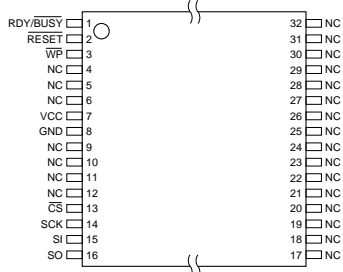 RDY/BUSY 1 32 NC
RESET 2 31 NC
WP 3 30 NC
NC 4 29 NC
NC 5 28 NC
NC 6 27 NC
VCC 7 26 NC
GND 8 25 NC
NC 9 24 NC
NC 10 23 NC
NC 11 22 NC
NC 12 21 NC
CS 13 20 NC
SCK 14 19 NC
SI 15 18 NC
SO 16 17 NC